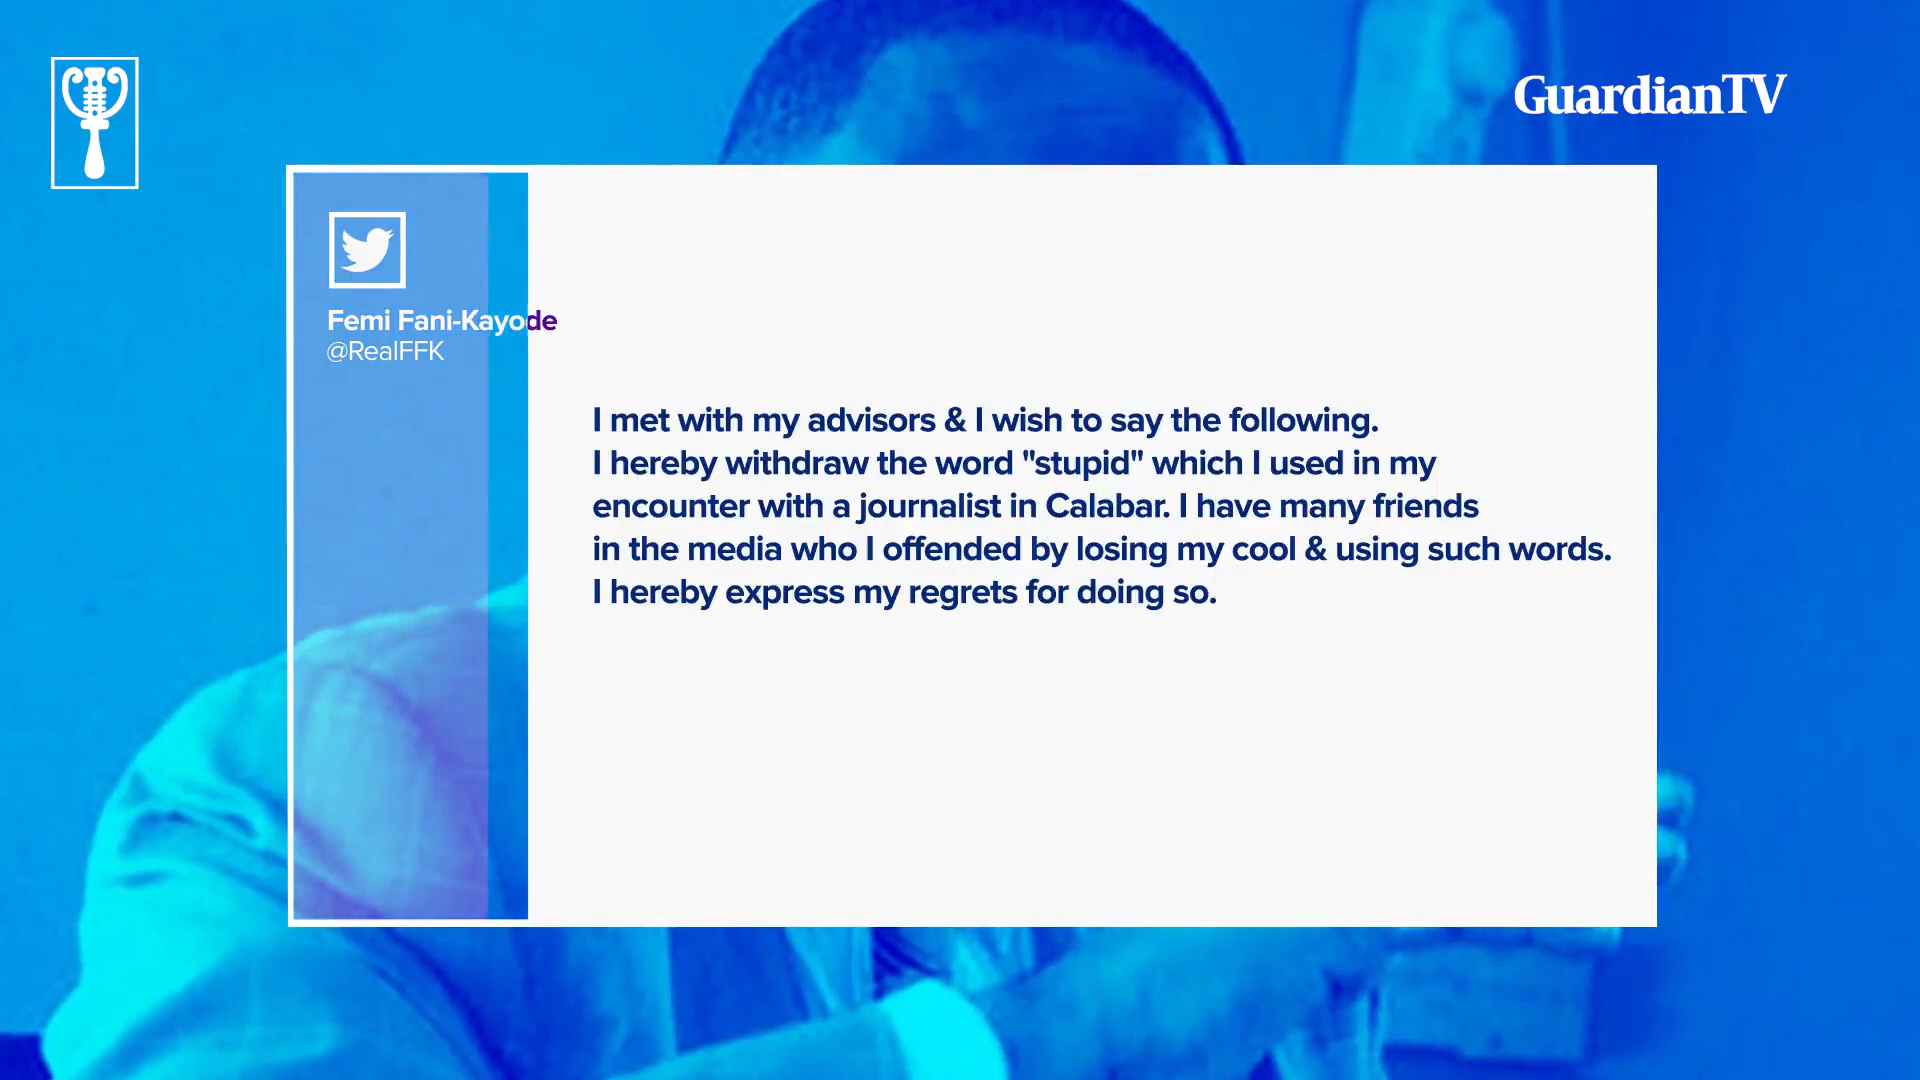 GuardianTV
Femi Fani-Kayode
@RealFFK
I met with my advisors & I wish to say the following.
I hereby withdraw the word "stupid" which I used in my
encounter with a journalist in Calabar. I have many friends
in the media who I offended by losing my cool & using such words.
I hereby express my regrets for doing so.